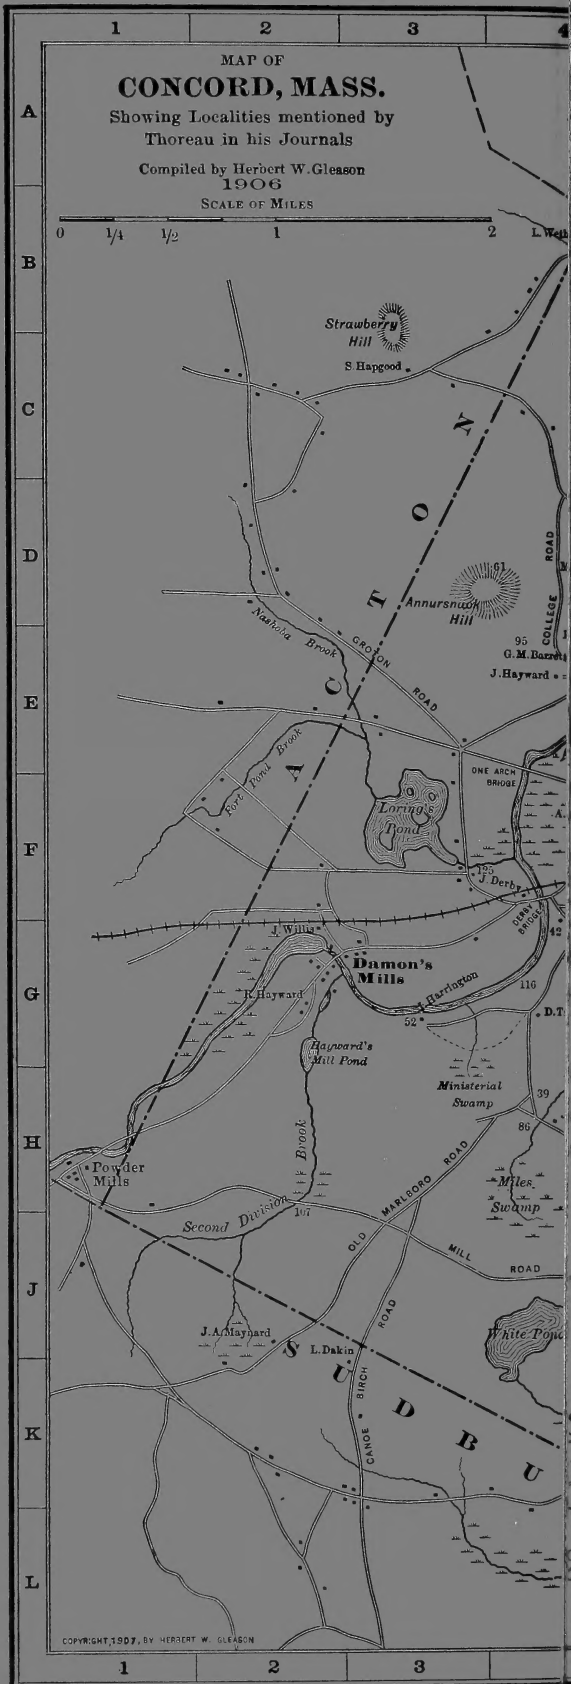 1 2 3 4
MAP OF
CONCORD, MASS.
Showing Localities mentioned by
Thoreau in his Journals
Compiled by Herbert W. Gleason
1906
SCALE OF MILES
0 1/4 1/2 1 2
A
B
Strawberry
Hill
S. Hapgood
C
N
O
D
61
T
Annursnack
Hill
COLLEGE ROAD
95
G. M. Barrett
J. Hayward
Nashoba Brook
GROTON ROAD
E
C
A
Fort Pond Brook
ONE ARCH
BRIDGE
A.
Loring's
Pond
F
125
J. Derby
DERBY
BRIDGE
42
J. Willis
Damon's
Mills
G
R. Hayward
Harrington
116
52
D. T
Hayward's
Mill Pond
Ministerial
Swamp
39
86
H
Brook
Powder
Mills
Miles
Swamp
Second Division
107
OLD MARLBORO ROAD
MILL ROAD
J
J. A. Maynard
White Pond
L. Dakin
S
U
D
B
U
CANOE BIRCH ROAD
K
L
COPYRIGHT, 1907, BY HERBERT W. GLEASON
1 2 3